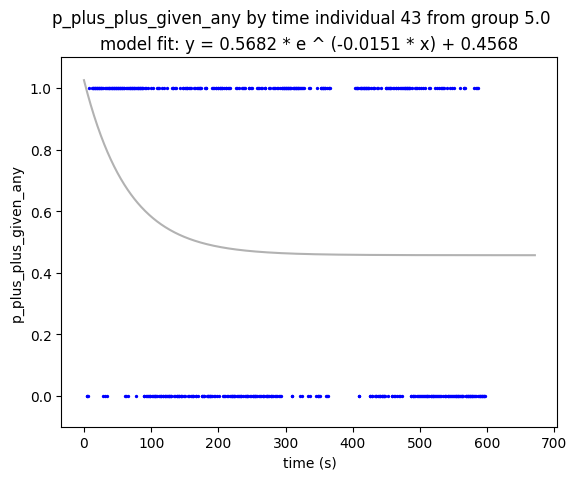 p_plus_plus_given_any by time individual 43 from group 5.0
model fit: y = 0.5682 * e ^ (-0.0151 * x) + 0.4568
p_plus_plus_given_any
1.0
0.8
0.6
0.4
0.2
0.0
0 100 200 300 400 500 600 700
time (s)